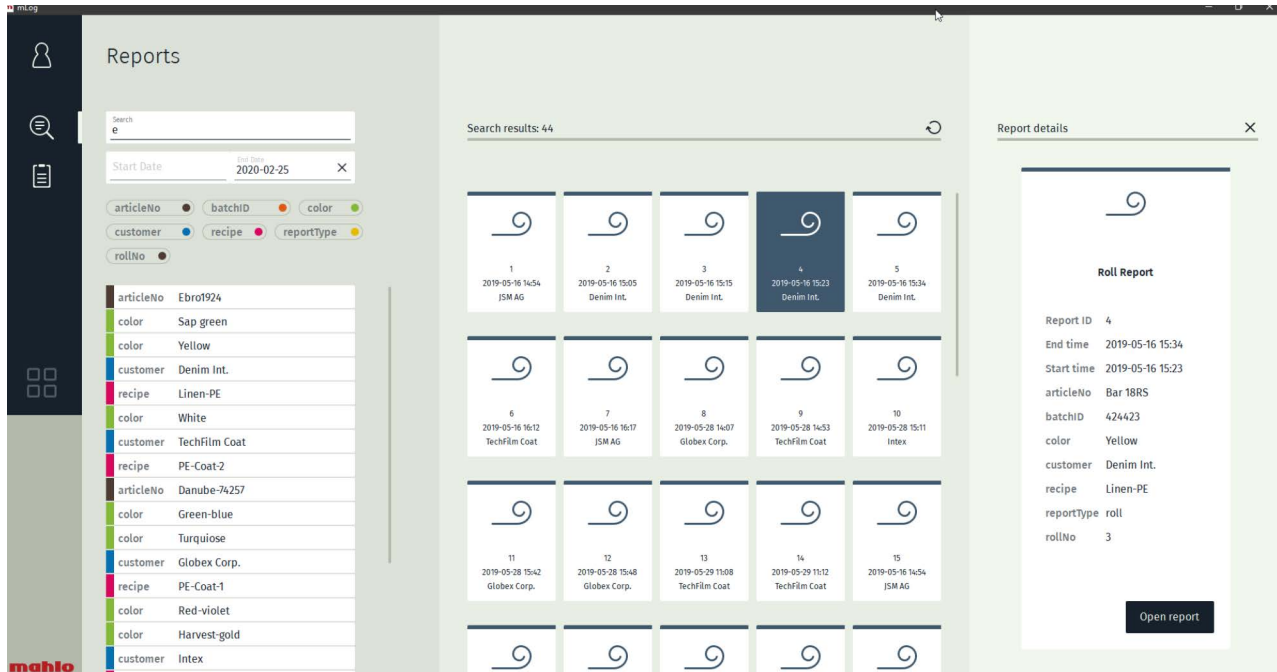 mLog
Reports
Search
e
Start Date
End Date
2020-02-25
articleNo
batchID
color
customer
recipe
reportType
rollNo
articleNo Ebro1924
color Sap green
color Yellow
customer Denim Int.
recipe Linen-PE
color White
customer TechFilm Coat
recipe PE-Coat-2
articleNo Danube-74257
color Green-blue
color Turquiose
customer Globex Corp.
recipe PE-Coat-1
color Red-violet
color Harvest-gold
customer Intex
mahlo
Search results: 44
1
2019-05-16 14:54
JSM AG
2
2019-05-16 15:05
Denim Int.
3
2019-05-16 15:15
Denim Int.
4
2019-05-16 15:23
Denim Int.
5
2019-05-16 15:34
Denim Int.
6
2019-05-16 16:12
TechFilm Coat
7
2019-05-16 16:17
JSM AG
8
2019-05-28 14:07
Globex Corp.
9
2019-05-28 14:53
TechFilm Coat
10
2019-05-28 15:11
Intex
11
2019-05-28 15:42
Globex Corp.
12
2019-05-28 15:48
Globex Corp.
13
2019-05-29 11:08
TechFilm Coat
14
2019-05-29 11:12
TechFilm Coat
15
2019-05-16 14:54
JSM AG
Report details
Roll Report
Report ID 4
End time 2019-05-16 15:34
Start time 2019-05-16 15:23
articleNo Bar 18RS
batchID 424423
color Yellow
customer Denim Int.
recipe Linen-PE
reportType roll
rollNo 3
Open report